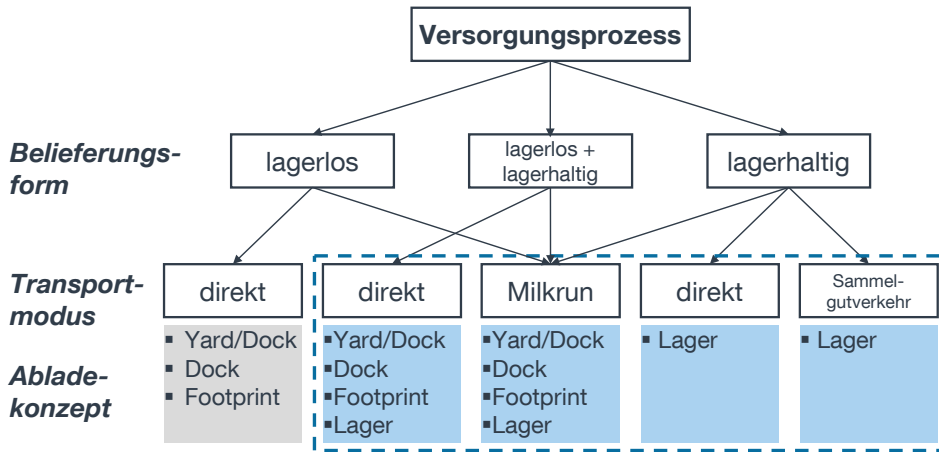 Versorgungsprozess
Belieferungs-
form
lagerlos
lagerlos +
lagerhaltig
lagerhaltig
Transport-
modus
direkt
direkt
Milkrun
direkt
Sammel-
gutverkehr
Ablade-
konzept
▪ Yard/Dock
▪ Dock
▪ Footprint
▪Yard/Dock
▪Dock
▪Footprint
▪Lager
▪Yard/Dock
▪Dock
▪Footprint
▪Lager
▪ Lager
▪ Lager